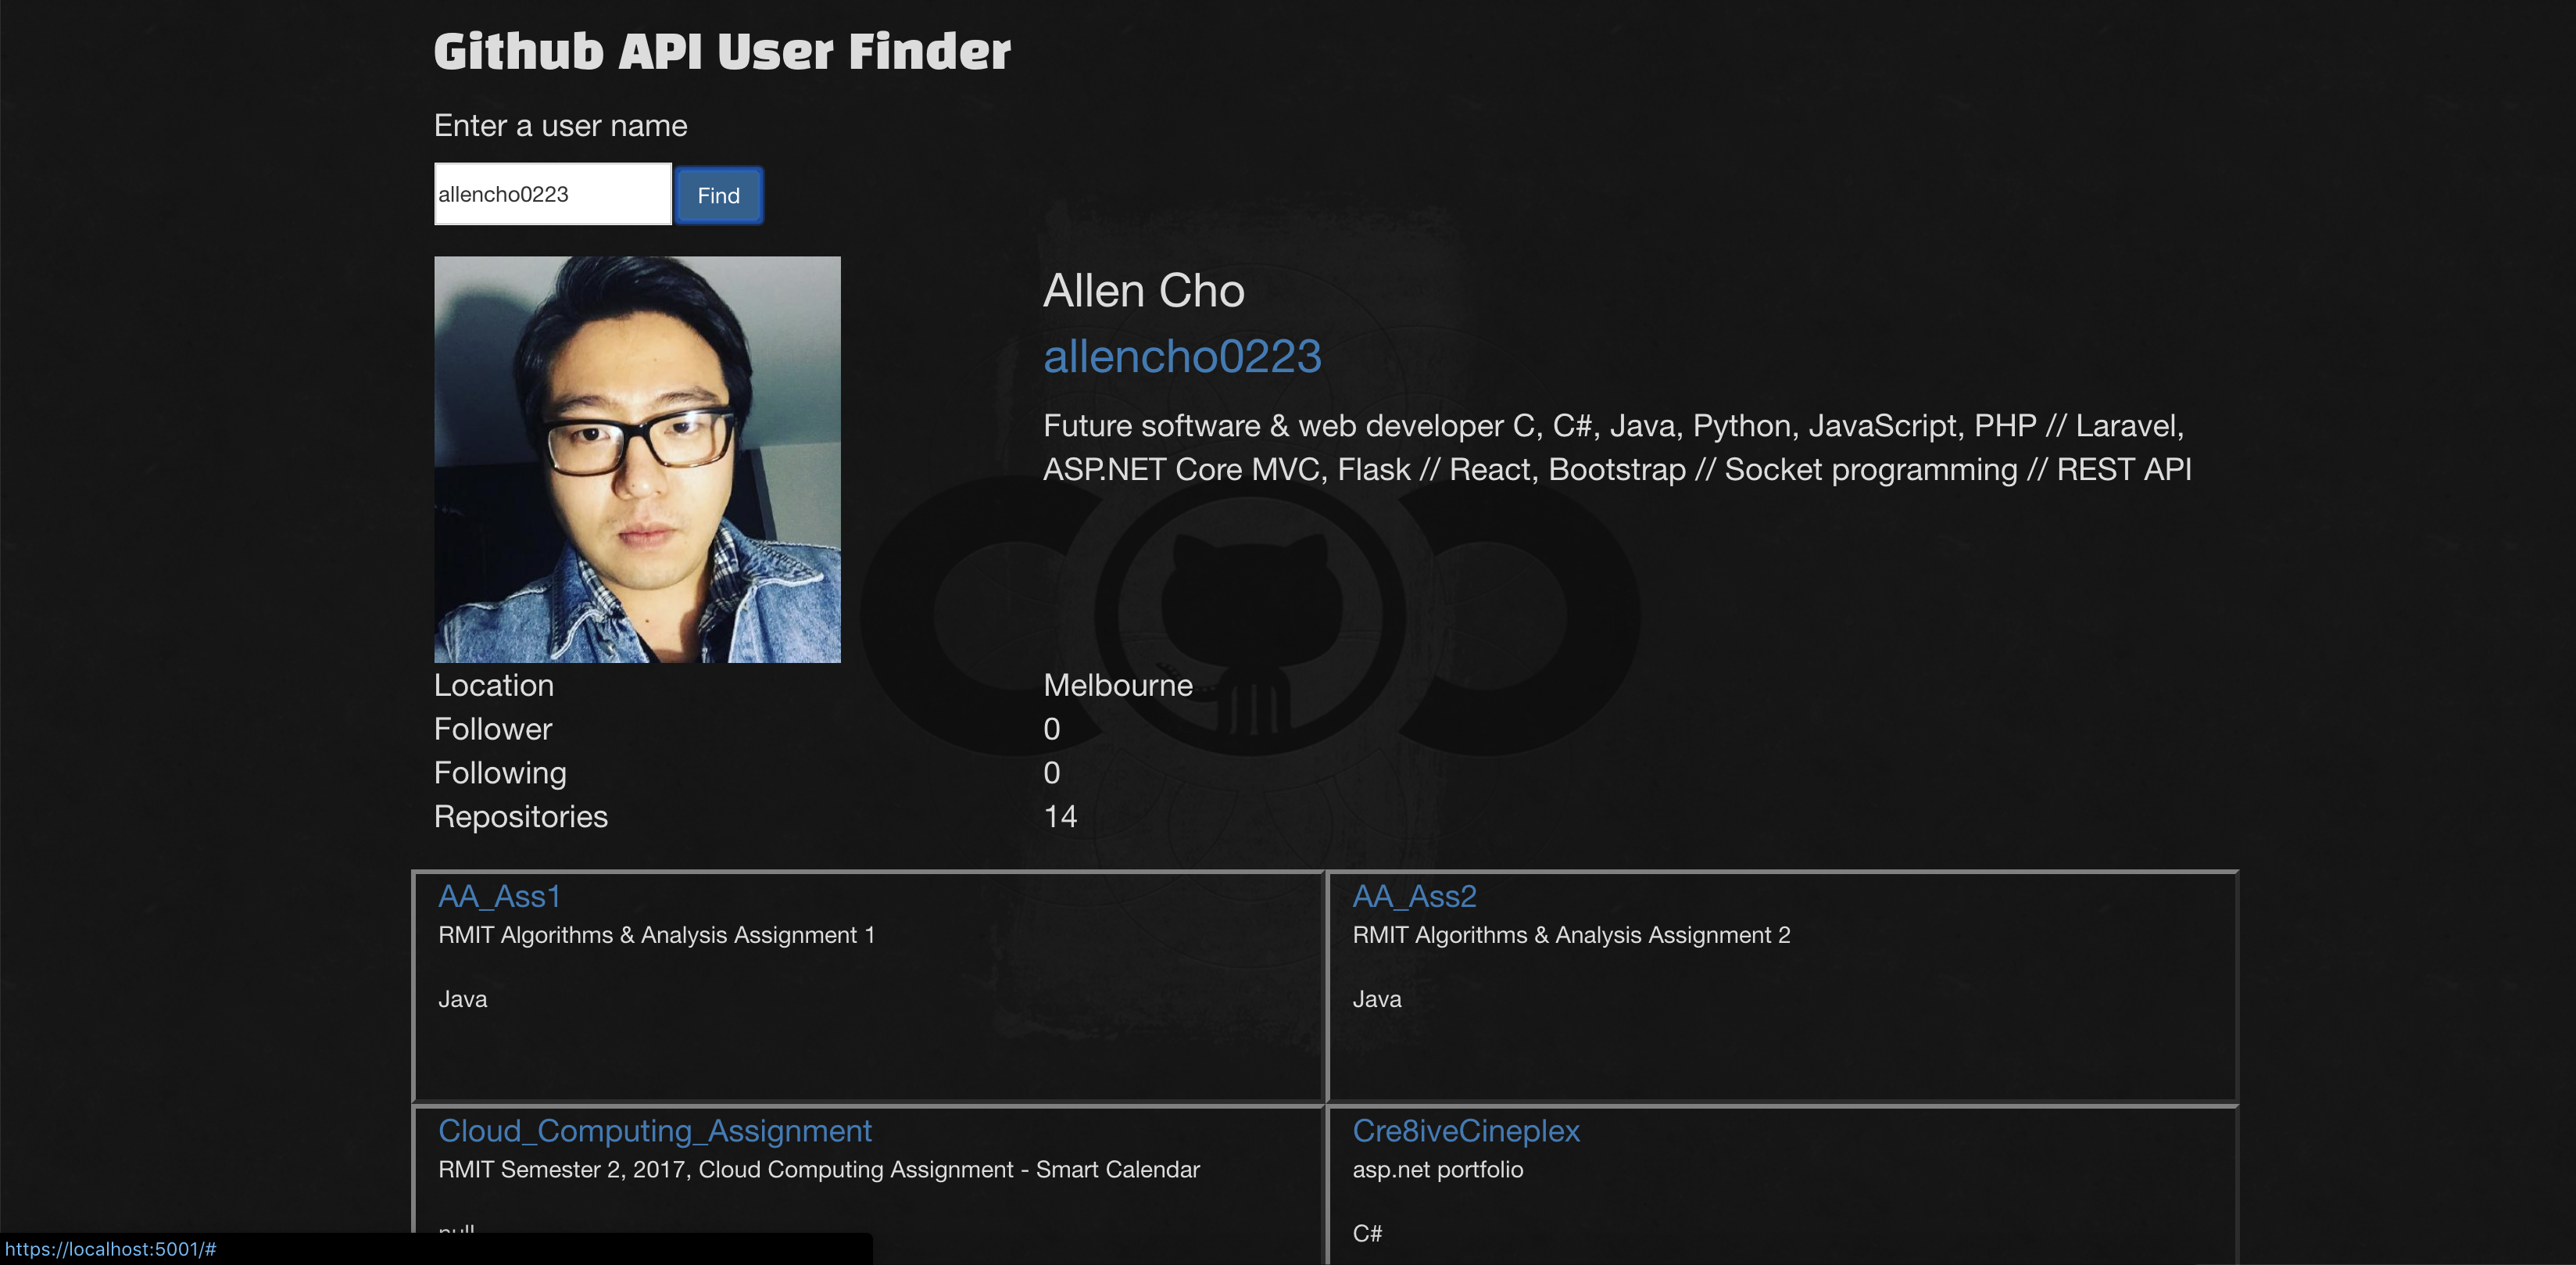 Github API User Finder
Enter a user name
allencho0223 Find
Allen Cho
allencho0223
Future software & web developer C, C#, Java, Python, JavaScript, PHP // Laravel,
ASP.NET Core MVC, Flask // React, Bootstrap // Socket programming // REST API
Location Melbourne
Follower 0
Following 0
Repositories 14
AA_Ass1
RMIT Algorithms & Analysis Assignment 1
Java
AA_Ass2
RMIT Algorithms & Analysis Assignment 2
Java
Cloud_Computing_Assignment
RMIT Semester 2, 2017, Cloud Computing Assignment - Smart Calendar
null
Cre8iveCineplex
asp.net portfolio
C#
https://localhost:5001/#